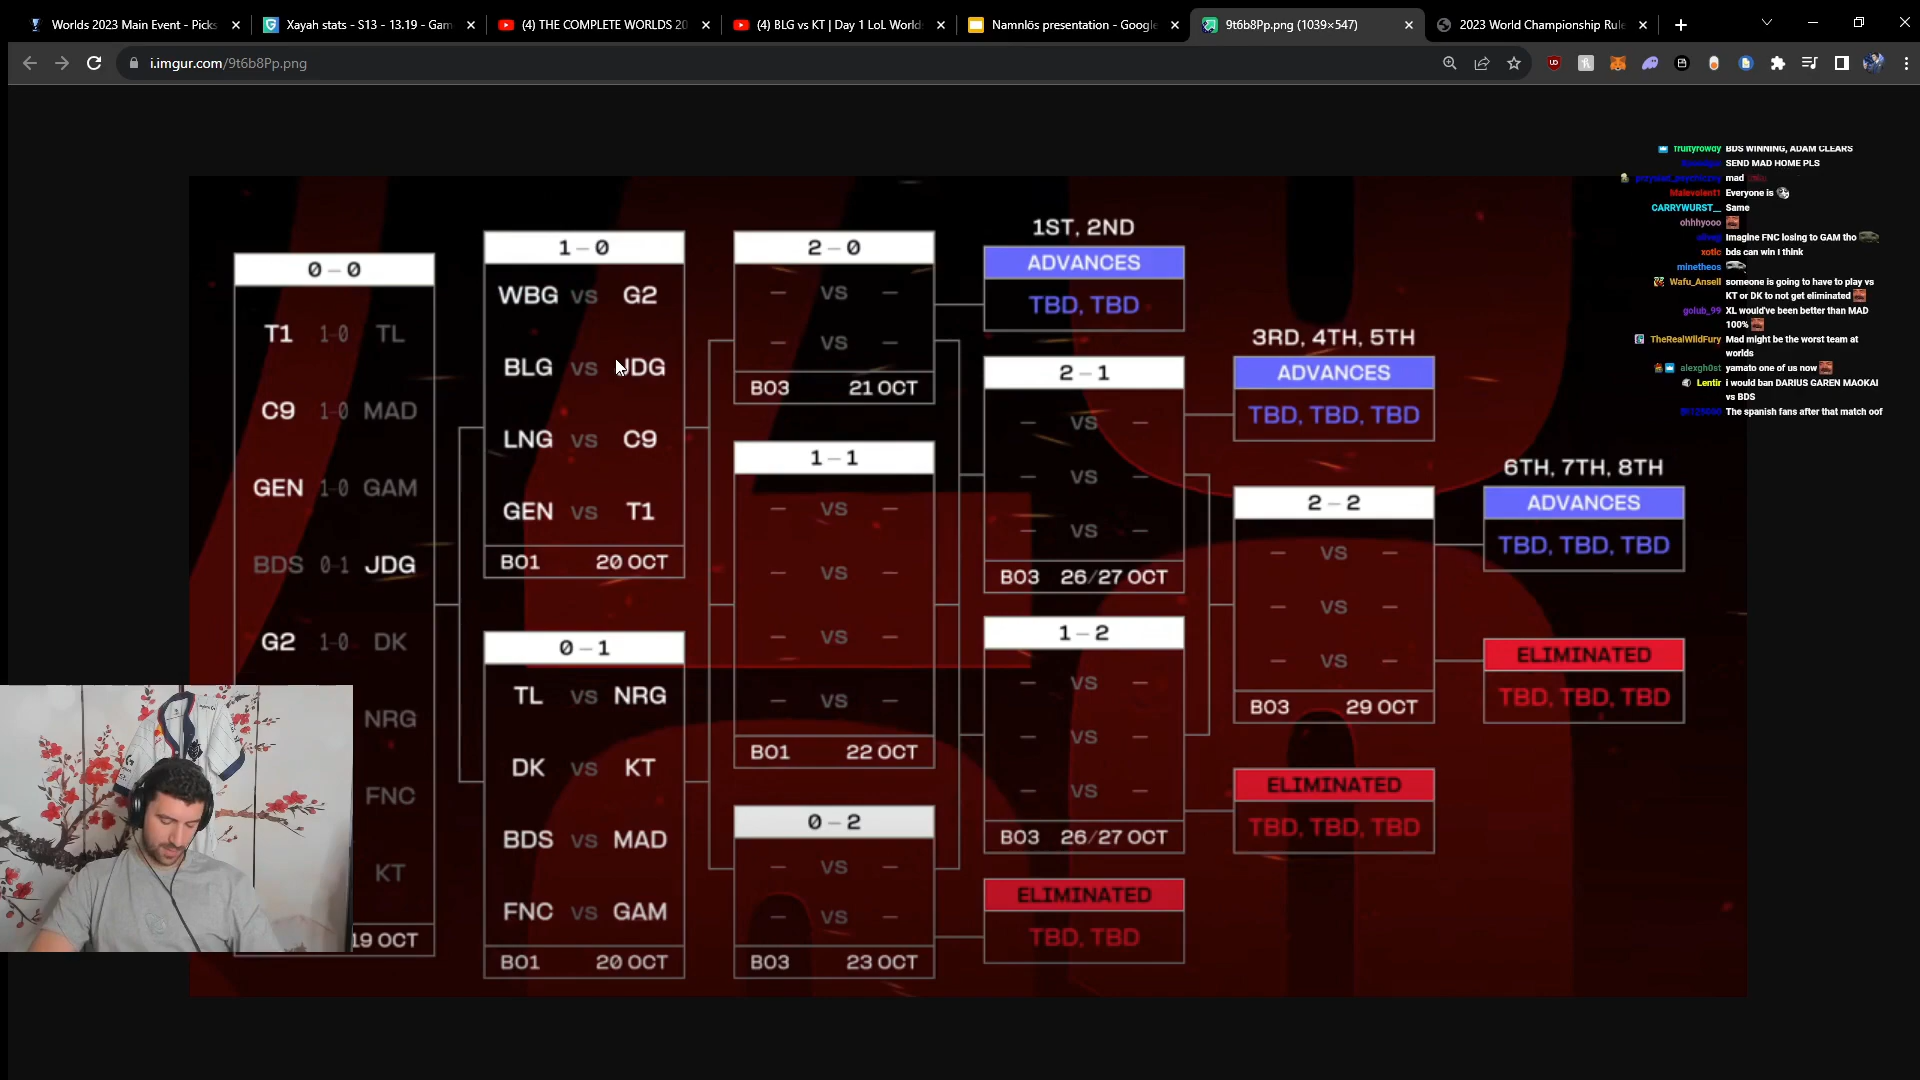 Worlds 2023 Main Event - Picks
Xayah stats - S13 - 13.19 - Gam
(4) THE COMPLETE WORLDS 20
(4) BLG vs KT | Day 1 LoL World
Namnlös presentation - Google
9t6b8Pp.png (1039×547)
2023 World Championship Rule
i.imgur.com/9t6b8Pp.png
fruityrowdy BDS WINNING, ADAM CLEARS
SEND MAD HOME PLS
mad
Malevolent1 Everyone is
CARRYWURST__ Same
ohhhyooo
Imagine FNC losing to GAM tho
xotic bds can win i think
minetheos
Wafu_Ansell someone is going to have to play vs
KT or DK to not get eliminated
golub_99 XL would've been better than MAD
100%
TheRealWildFury Mad might be the worst team at
worlds
alexgh0st yamato one of us now
Lentir i would ban DARIUS GAREN MAOKAI
vs BDS
The spanish fans after that match oof
0 – 0
T1 1-0 TL
C9 1-0 MAD
GEN 1-0 GAM
BDS 0-1 JDG
G2 1-0 DK
NRG
FNC
KT
19 OCT
1 – 0
WBG VS G2
BLG VS JDG
LNG VS C9
GEN VS T1
BO1 20 OCT
0 – 1
TL VS NRG
DK VS KT
BDS VS MAD
FNC VS GAM
BO1 20 OCT
2 – 0
– VS –
– VS –
BO3 21 OCT
1 – 1
– VS –
– VS –
– VS –
– VS –
BO1 22 OCT
0 – 2
– VS –
– VS –
BO3 23 OCT
1ST, 2ND
ADVANCES
TBD, TBD
2 – 1
– VS –
– VS –
– VS –
BO3 26/27 OCT
1 – 2
– VS –
– VS –
– VS –
BO3 26/27 OCT
ELIMINATED
TBD, TBD
3RD, 4TH, 5TH
ADVANCES
TBD, TBD, TBD
2 – 2
– VS –
– VS –
– VS –
BO3 29 OCT
ELIMINATED
TBD, TBD, TBD
6TH, 7TH, 8TH
ADVANCES
TBD, TBD, TBD
ELIMINATED
TBD, TBD, TBD